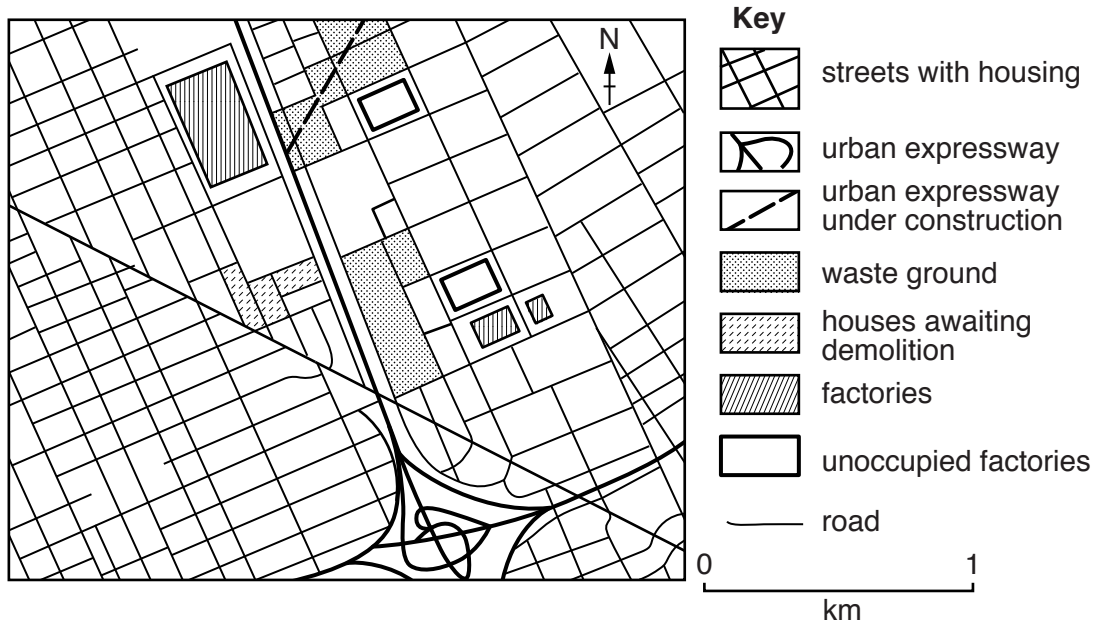 N
Key
streets with housing
urban expressway
urban expressway
under construction
waste ground
houses awaiting
demolition
factories
unoccupied factories
road
0 1
km